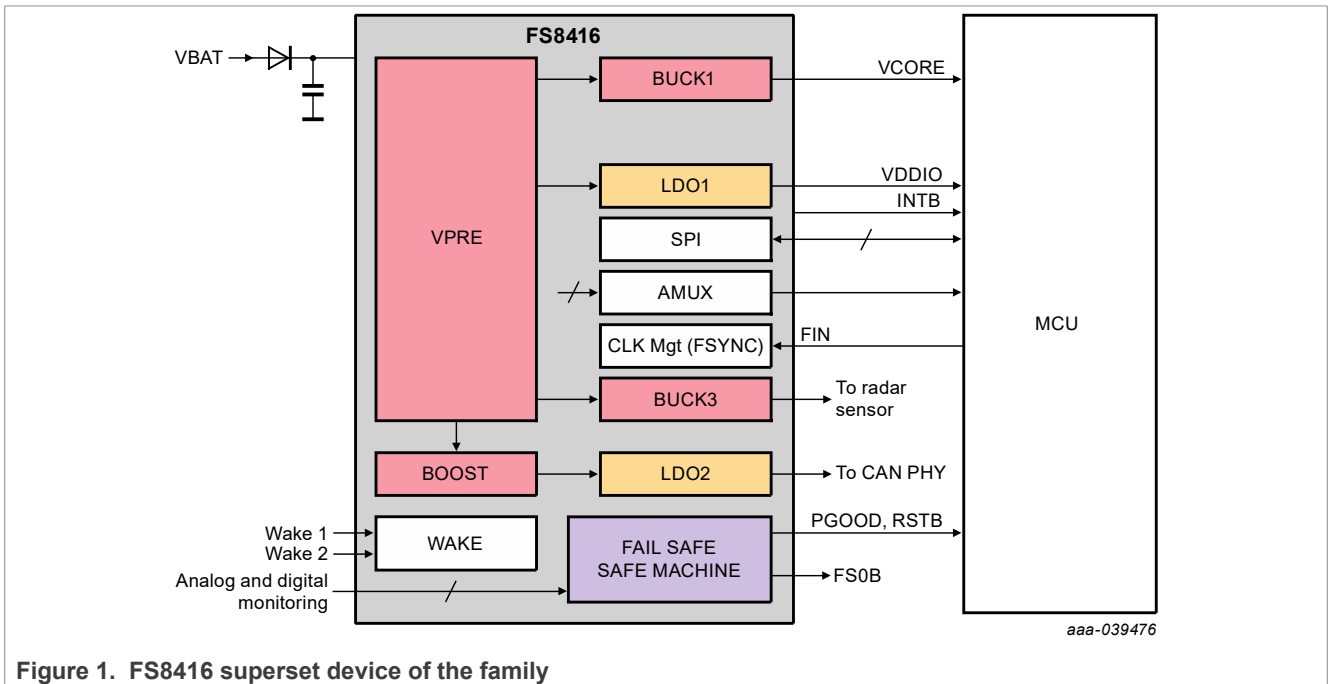 FS8416
VBAT
BUCK1
VCORE
LDO1
VDDIO
INTB
VPRE
SPI
AMUX
MCU
CLK Mgt (FSYNC)
FIN
BUCK3
To radar
sensor
BOOST
LDO2
To CAN PHY
PGOOD, RSTB
Wake 1
Wake 2
WAKE
FAIL SAFE
SAFE MACHINE
FS0B
Analog and digital
monitoring
aaa-039476
Figure 1. FS8416 superset device of the family